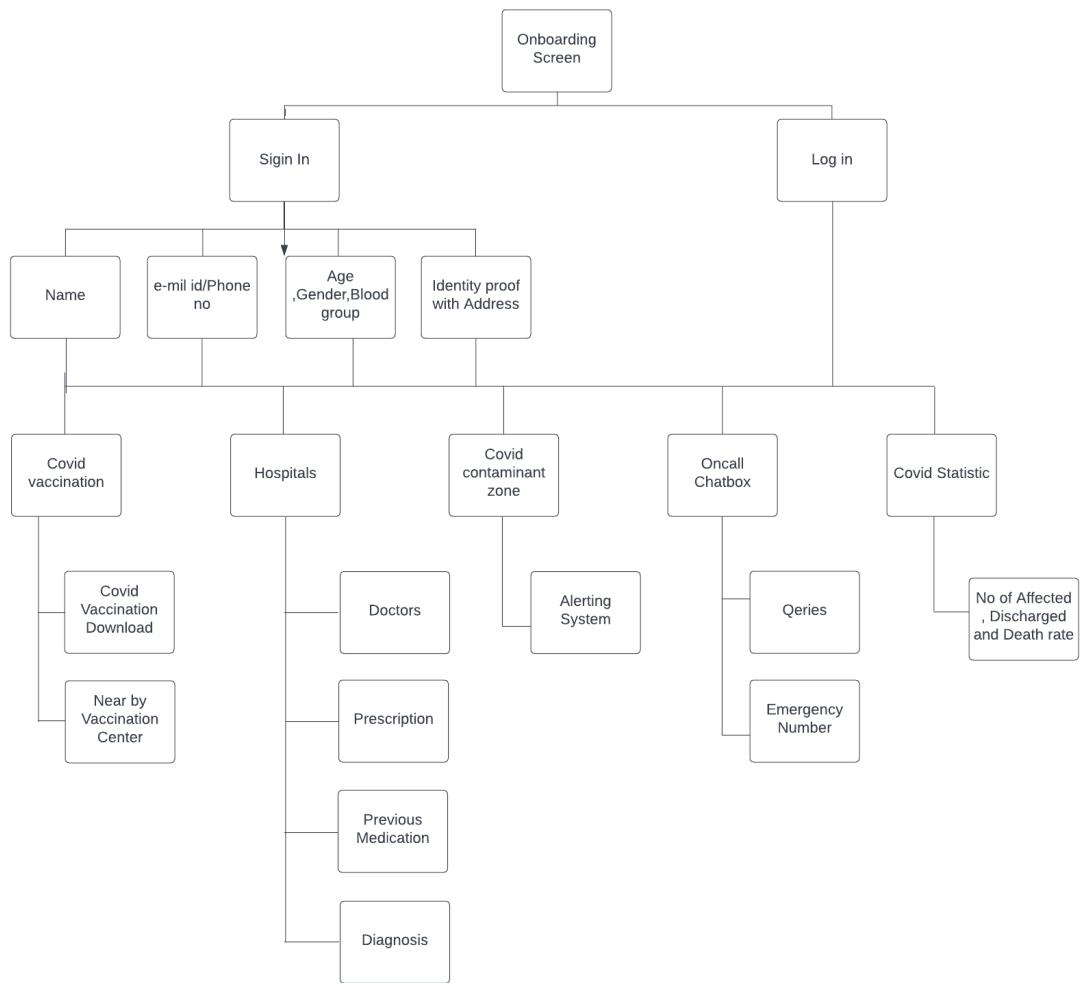 Onboarding
Screen
Sigin In
Log in
Name
e-mil id/Phone
no
Age
,Gender,Blood
group
Identity proof
with Address
Covid
vaccination
Hospitals
Covid
contaminant
zone
Oncall
Chatbox
Covid Statistic
Covid
Vaccination
Download
Doctors
Alerting
System
Qeries
No of Affected
, Discharged
and Death rate
Near by
Vaccination
Center
Prescription
Emergency
Number
Previous
Medication
Diagnosis